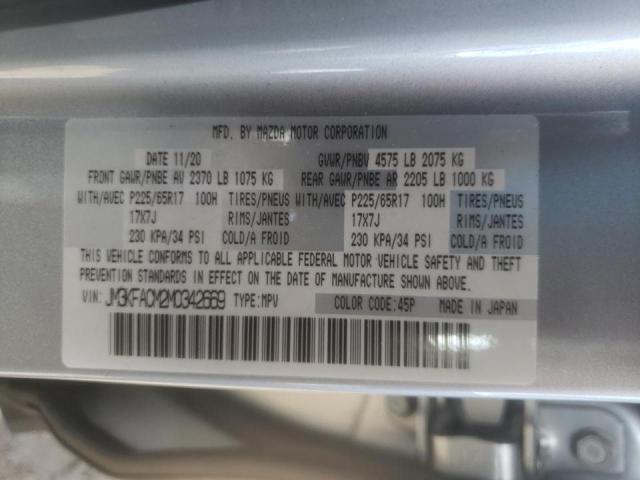 MFD. BY MAZDA MOTOR CORPORATION
DATE 11/20 GVWR/PNBV 4575 LB 2075 KG
FRONT GAWR/PNBE AV 2370 LB 1075 KG REAR GAWR/PNBE AR 2205 LB 1000 KG
WITH/AVEC P225/65R17 100H TIRES/PNEUS WITH/AVEC P225/65R17 100H TIRES/PNEUS
17X7J RIMS/JANTES 17X7J RIMS/JANTES
230 KPA/34 PSI COLD/A FROID 230 KPA/34 PSI COLD/A FROID
THIS VEHICLE CONFORMS TO ALL APPLICABLE FEDERAL MOTOR VEHICLE SAFETY AND THEFT
PREVENTION STANDARDS IN EFFECT ON THE DATE OF MANUFACTURE SHOWN ABOVE.
VIN: JM3KFACM2M0342669 TYPE: MPV COLOR CODE: 45P MADE IN JAPAN